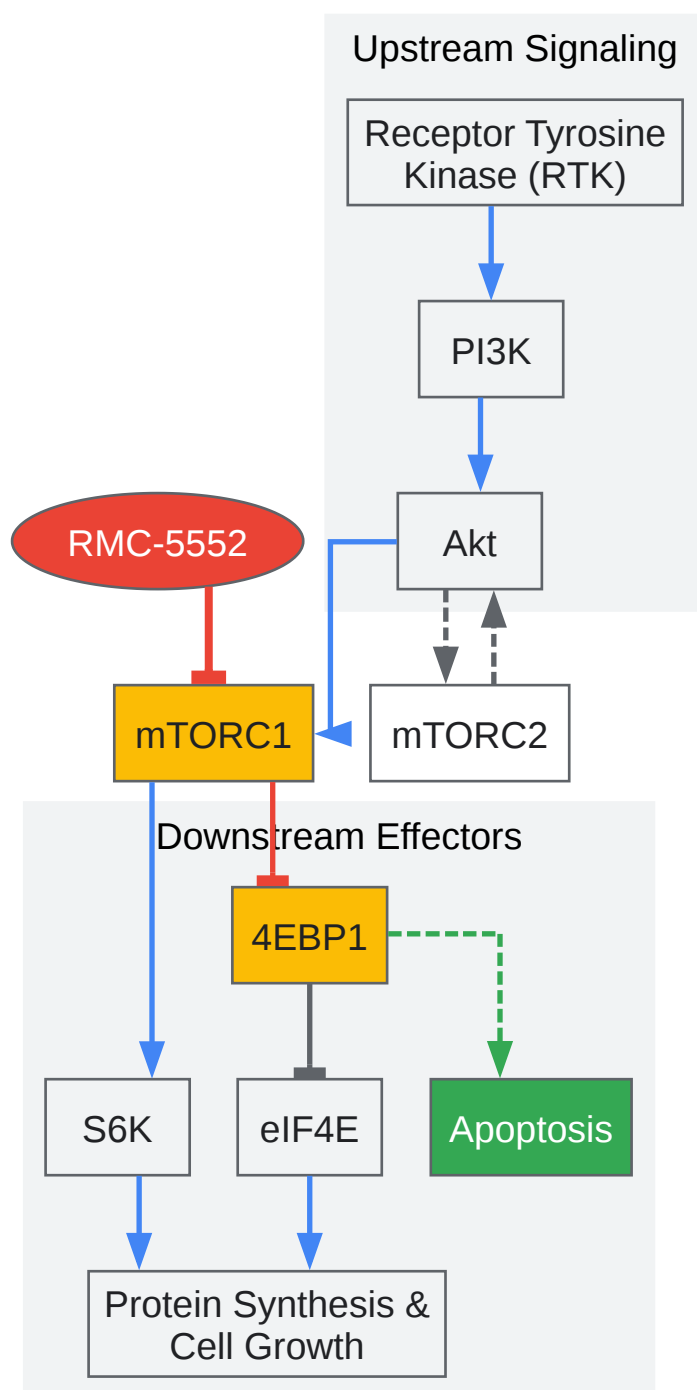 Upstream Signaling
Receptor Tyrosine
Kinase (RTK)
PI3K
Akt
RMC-5552
mTORC1
mTORC2
Downstream Effectors
4EBP1
S6K
eIF4E
Apoptosis
Protein Synthesis &
Cell Growth